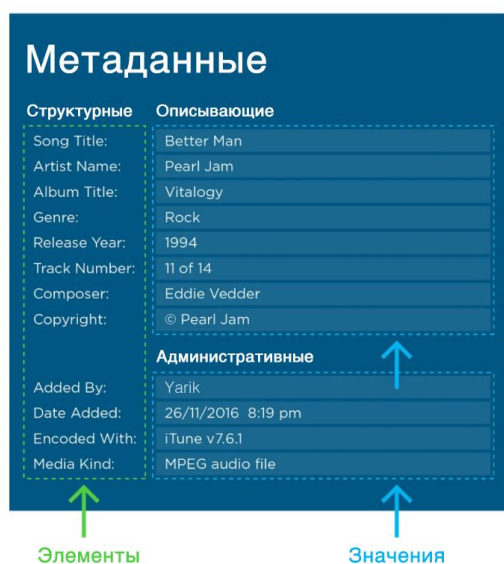 Метаданные
Структурные Описывающие
Song Title: Better Man
Artist Name: Pearl Jam
Album Title: Vitalogy
Genre: Rock
Release Year: 1994
Track Number: 11 of 14
Composer: Eddie Vedder
Copyright: © Pearl Jam
Административные
Added By: Yarik
Date Added: 26/11/2016 8:19 pm
Encoded With: iTune v7.6.1
Media Kind: MPEG audio file
Элементы Значения